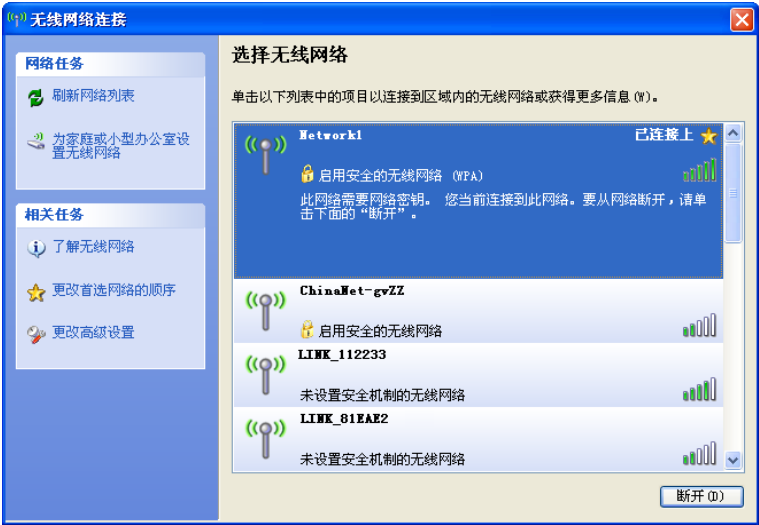 无线网络连接
网络任务
刷新网络列表
为家庭或小型办公室设
置无线网络
相关任务
了解无线网络
更改首选网络的顺序
更改高级设置
选择无线网络
单击以下列表中的项目以连接到区域内的无线网络或获得更多信息(W)。
Network1 已连接上
启用安全的无线网络 (WPA)
此网络需要网络密钥。 您当前连接到此网络。要从网络断开，请单
击下面的“断开”。
ChinaNet-gvZZ
启用安全的无线网络
LINK_112233
未设置安全机制的无线网络
LINK_81EAE2
未设置安全机制的无线网络
断开(D)